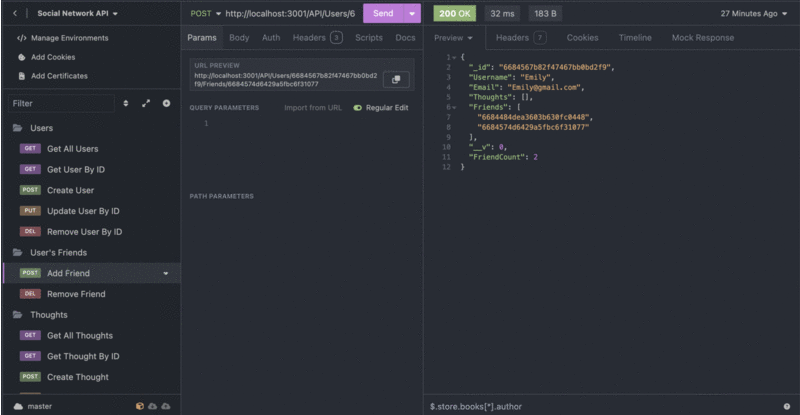 Social Network API
Manage Environments
Add Cookies
Add Certificates
Filter
Users
GET Get All Users
GET Get User By ID
POST Create User
PUT Update User By ID
DEL Remove User By ID
User's Friends
POST Add Friend
DEL Remove Friend
Thoughts
GET Get All Thoughts
GET Get Thought By ID
POST Create Thought
master
POST http://localhost:3001/API/Users/6
Send
Params Body Auth Headers 3 Scripts Docs
URL PREVIEW
http://localhost:3001/API/Users/6684567b82f47467bb0bd2
f9/Friends/6684574d6429a5fbc6f31077
QUERY PARAMETERS Import from URL Regular Edit
1
PATH PARAMETERS
200 OK 32 ms 183 B 27 Minutes Ago
Preview Headers 7 Cookies Timeline Mock Response
1 {
2 "_id": "6684567b82f47467bb0bd2f9",
3 "Username": "Emily",
4 "Email": "Emily@gmail.com",
5 "Thoughts": [],
6 "Friends": [
7 "6684484dea3603b630fc0448",
8 "6684574d6429a5fbc6f31077"
9 ],
10 "__v": 0,
11 "FriendCount": 2
12 }
$.store.books[*].author